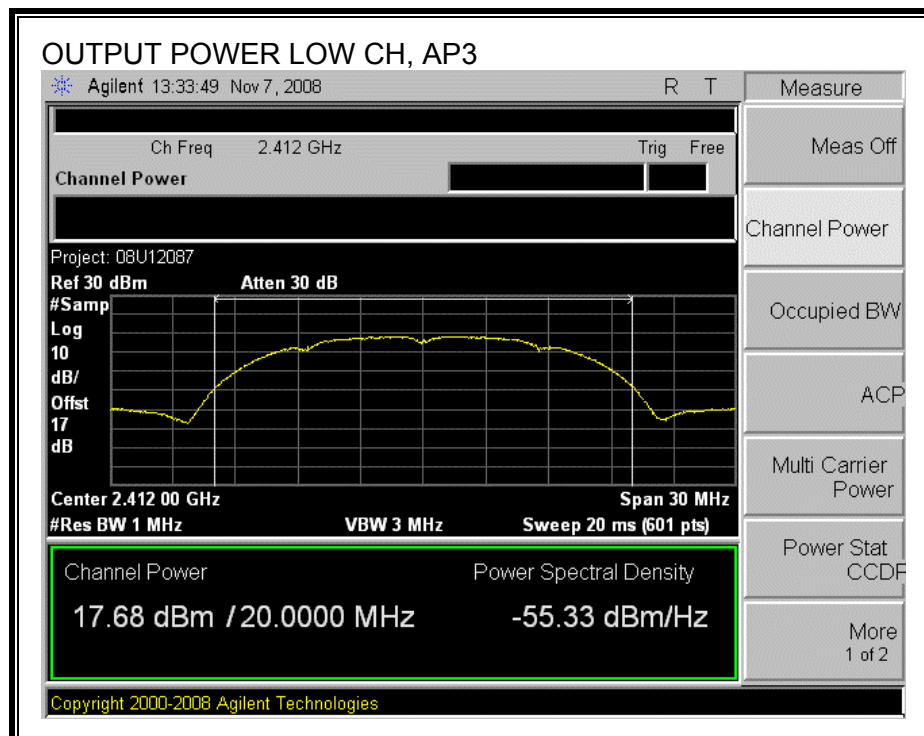 OUTPUT POWER LOW CH, AP3
Agilent 13:33:49 Nov 7, 2008 R T
Measure
Ch Freq 2.412 GHz Trig Free
Channel Power
Meas Off
Channel Power
Project: 08U12087
Ref 30 dBm Atten 30 dB
#Samp
Log
10
dB/
Offst
17
dB
Occupied BW
ACP
Center 2.412 00 GHz Span 30 MHz
#Res BW 1 MHz VBW 3 MHz Sweep 20 ms (601 pts)
Multi Carrier
Power
Channel Power Power Spectral Density
17.68 dBm / 20.0000 MHz -55.33 dBm/Hz
Power Stat
CCDF
More
1 of 2
Copyright 2000-2008 Agilent Technologies